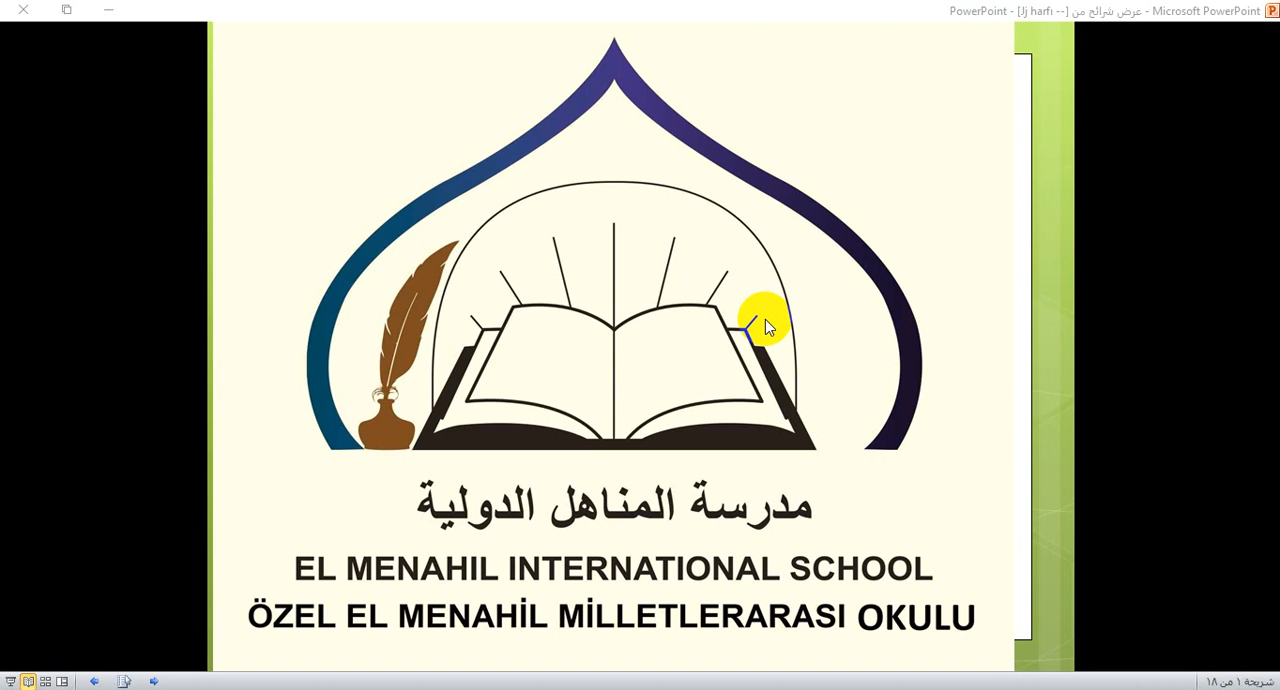 PowerPoint - [Jj harfı --] عرض شرائح من - Microsoft PowerPoint
مدرسة المناهل الدولية
EL MENAHIL INTERNATIONAL SCHOOL
ÖZEL EL MENAHİL MİLLETLERARASI OKULU
شريحة ١ من ١٨